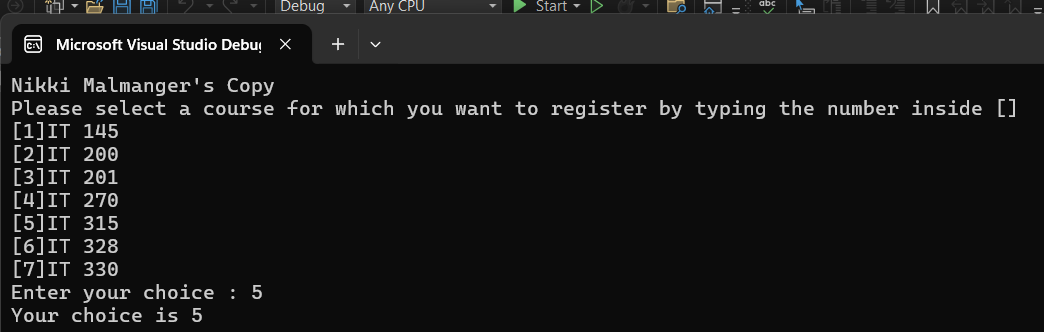 Debug Any CPU Start
Microsoft Visual Studio Debu
Nikki Malmanger's Copy
Please select a course for which you want to register by typing the number inside []
[1]IT 145
[2]IT 200
[3]IT 201
[4]IT 270
[5]IT 315
[6]IT 328
[7]IT 330
Enter your choice : 5
Your choice is 5